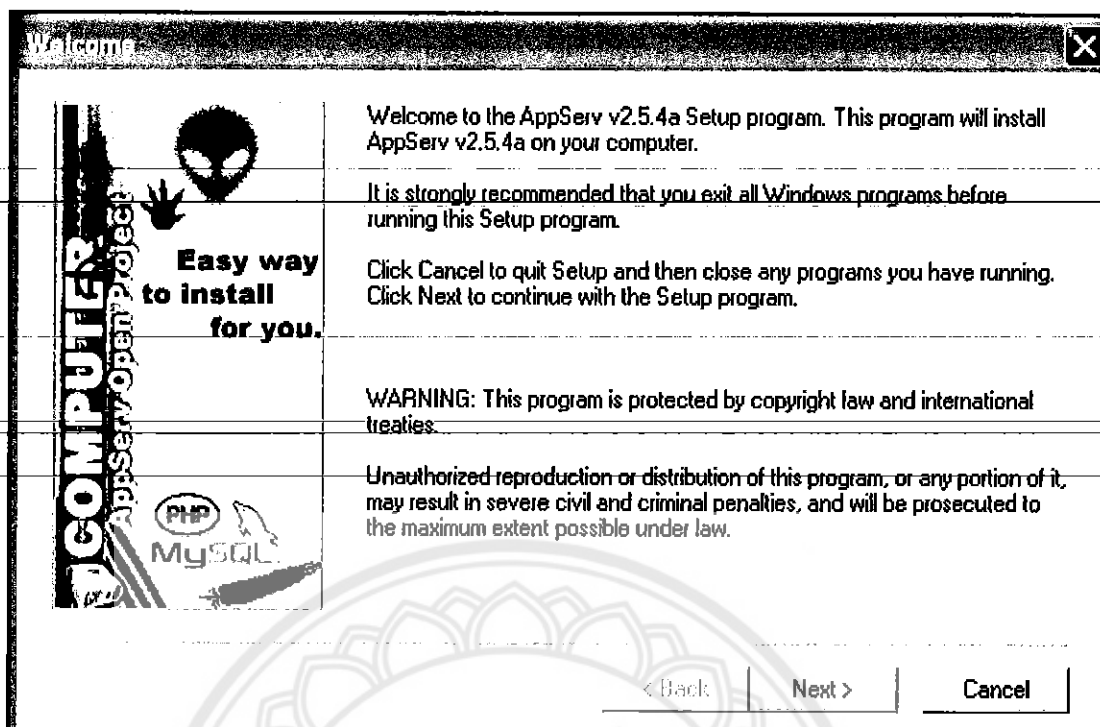 Welcome
Welcome to the AppServ v2.5.4a Setup program. This program will install
AppServ v2.5.4a on your computer.
It is strongly recommended that you exit all Windows programs before
running this Setup program.
Click Cancel to quit Setup and then close any programs you have running.
Click Next to continue with the Setup program.
WARNING: This program is protected by copyright law and international
treaties.
Unauthorized reproduction or distribution of this program, or any portion of it,
may result in severe civil and criminal penalties, and will be prosecuted to
the maximum extent possible under law.
COMPUTER
AppServ Open Project
Easy way
to install
for you.
PHP
MySQL
< Back
Next >
Cancel